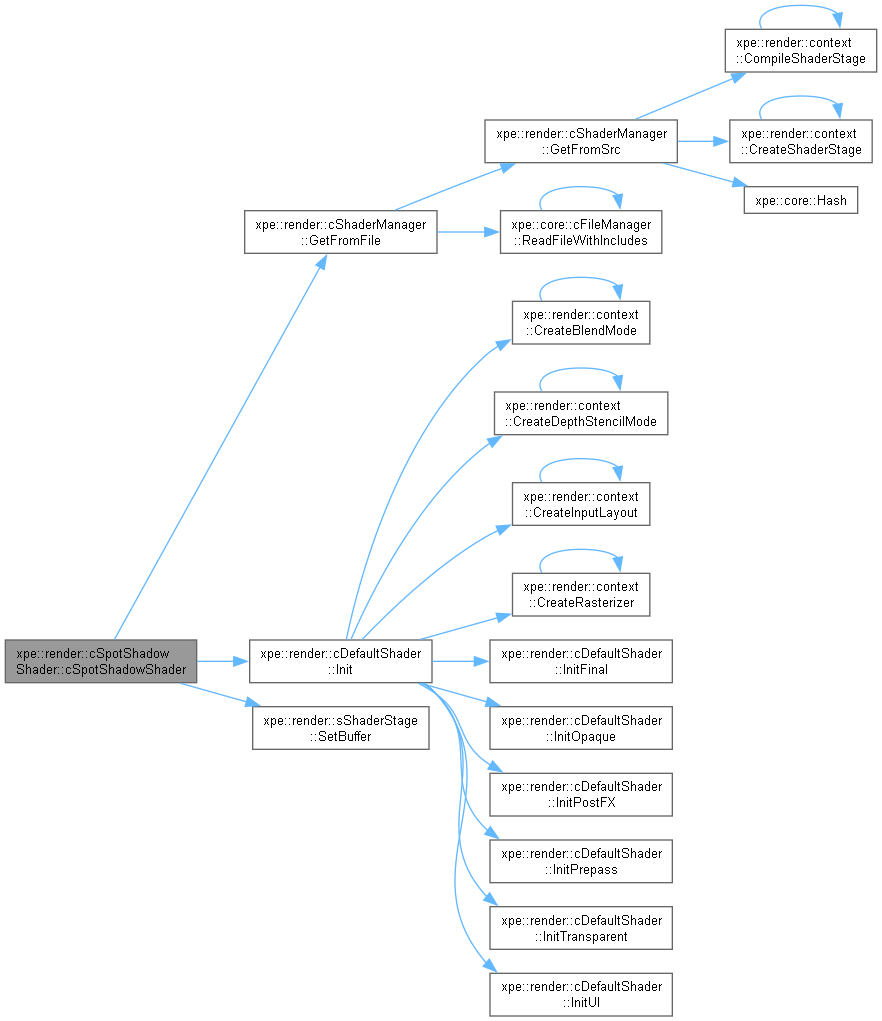 xpe::render::context
::CompileShaderStage
xpe::render::cShaderManager
::GetFromSrc
xpe::render::context
::CreateShaderStage
xpe::core::Hash
xpe::render::cShaderManager
::GetFromFile
xpe::core::cFileManager
::ReadFileWithIncludes
xpe::render::context
::CreateBlendMode
xpe::render::context
::CreateDepthStencilMode
xpe::render::context
::CreateInputLayout
xpe::render::context
::CreateRasterizer
xpe::render::cSpotShadow
Shader::cSpotShadowShader
xpe::render::cDefaultShader
::Init
xpe::render::cDefaultShader
::InitFinal
xpe::render::sShaderStage
::SetBuffer
xpe::render::cDefaultShader
::InitOpaque
xpe::render::cDefaultShader
::InitPostFX
xpe::render::cDefaultShader
::InitPrepass
xpe::render::cDefaultShader
::InitTransparent
xpe::render::cDefaultShader
::InitUI